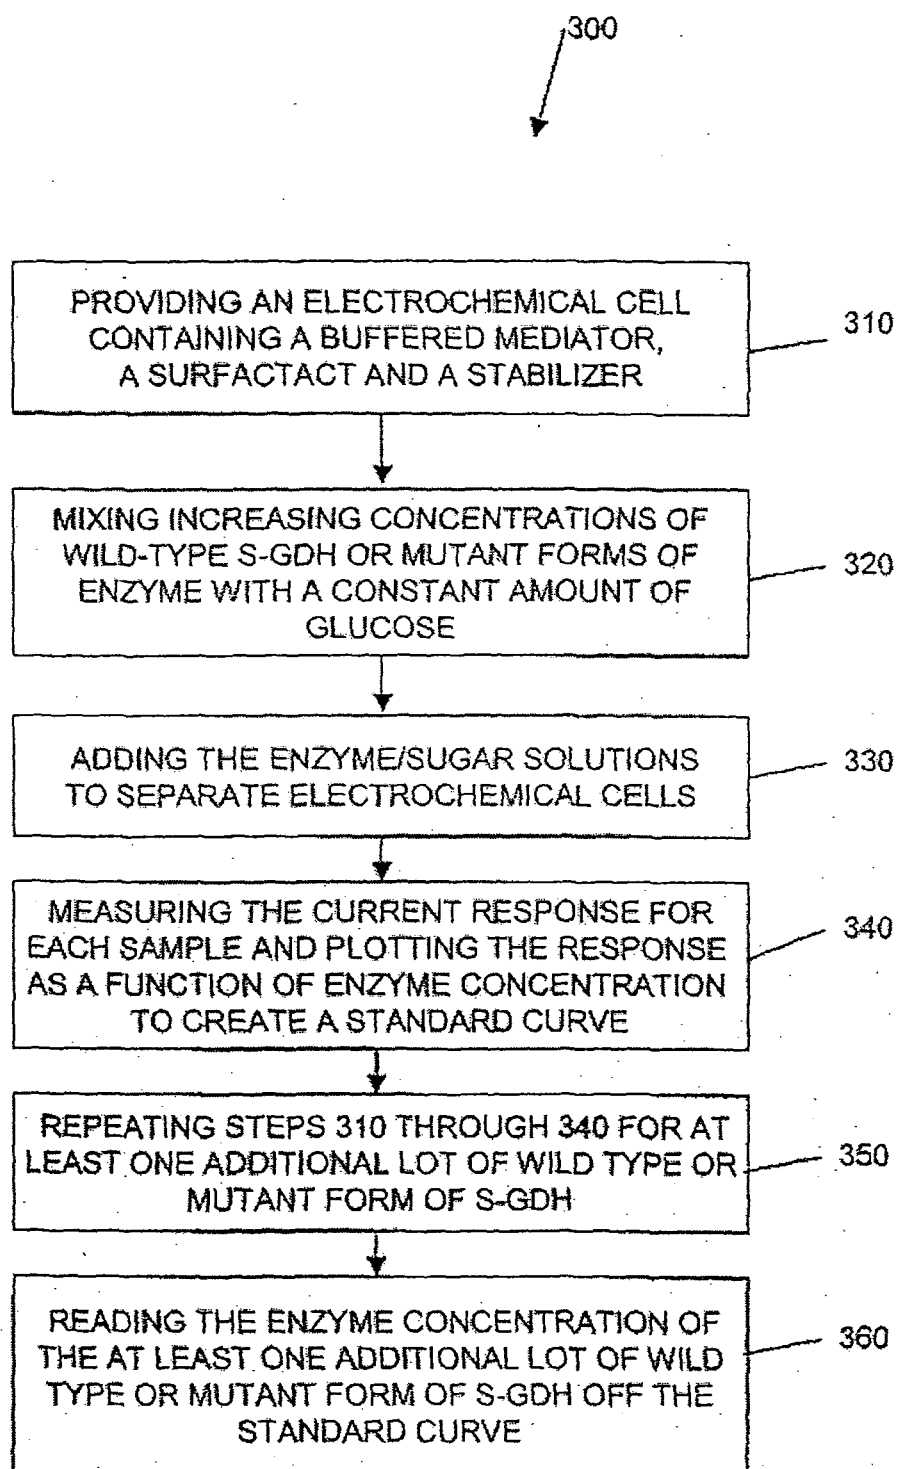 300
PROVIDING AN ELECTROCHEMICAL CELL
CONTAINING A BUFFERED MEDIATOR,
A SURFACTACT AND A STABILIZER
310
MIXING INCREASING CONCENTRATIONS OF
WILD-TYPE S-GDH OR MUTANT FORMS OF
ENZYME WITH A CONSTANT AMOUNT OF
GLUCOSE
320
ADDING THE ENZYME/SUGAR SOLUTIONS
TO SEPARATE ELECTROCHEMICAL CELLS
330
MEASURING THE CURRENT RESPONSE FOR
EACH SAMPLE AND PLOTTING THE RESPONSE
AS A FUNCTION OF ENZYME CONCENTRATION
TO CREATE A STANDARD CURVE
340
REPEATING STEPS 310 THROUGH 340 FOR AT
LEAST ONE ADDITIONAL LOT OF WILD TYPE OR
MUTANT FORM OF S-GDH
350
READING THE ENZYME CONCENTRATION OF
THE AT LEAST ONE ADDITIONAL LOT OF WILD
TYPE OR MUTANT FORM OF S-GDH OFF THE
STANDARD CURVE
360